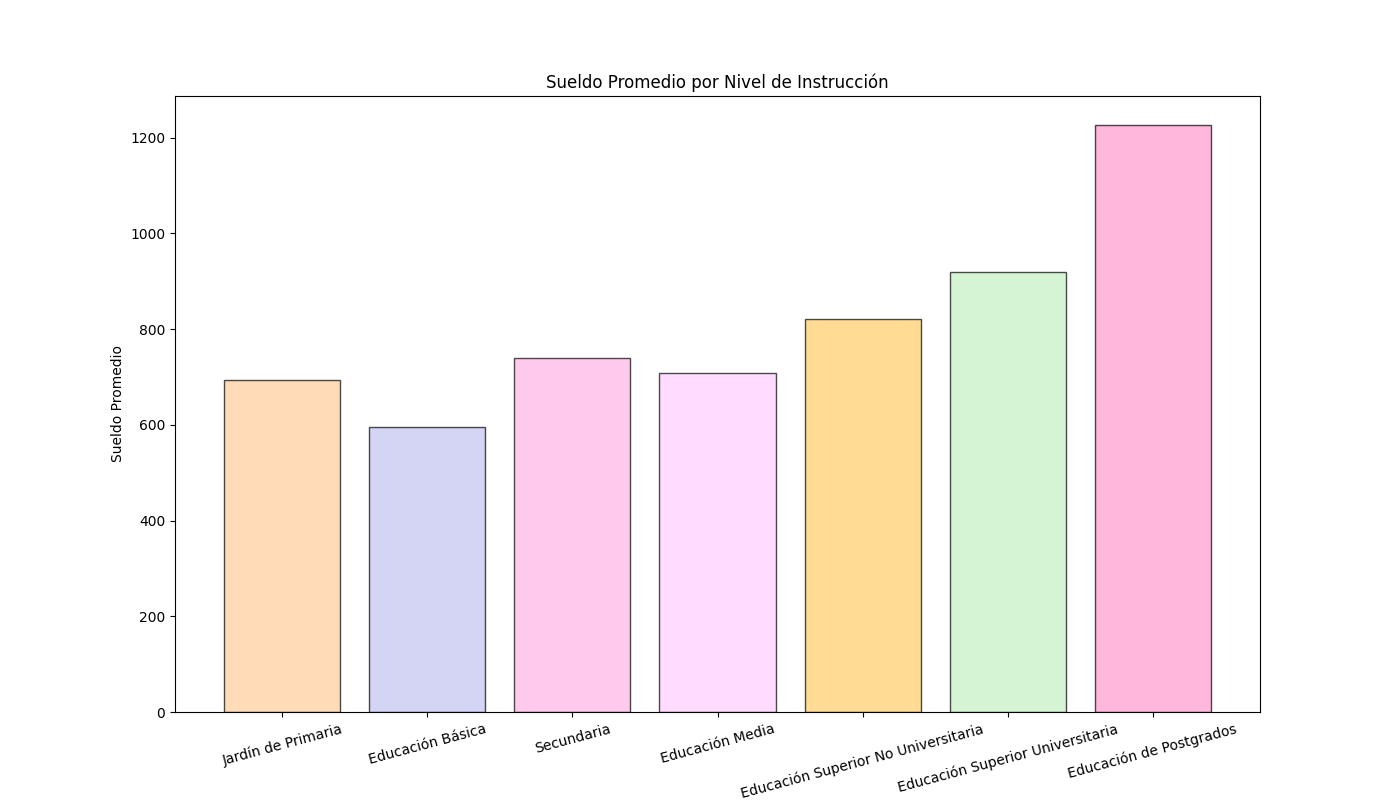 Sueldo Promedio por Nivel de Instrucción
1200
1000
800
600
400
200
0
Sueldo Promedio
Jardín de Primaria
Educación Básica
Secundaria
Educación Media
Educación Superior No Universitaria
Educación Superior Universitaria
Educación de Postgrados